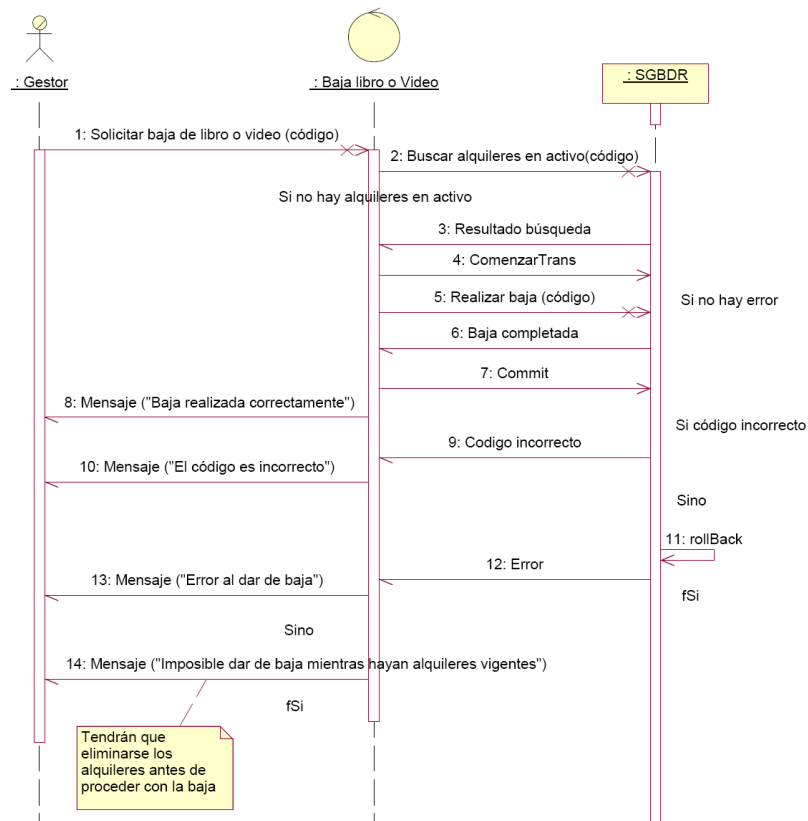 : Gestor
: Baja libro o Video
: SGBDR
1: Solicitar baja de libro o video (código)
2: Buscar alquileres en activo(código)
Si no hay alquileres en activo
3: Resultado búsqueda
4: ComenzarTrans
5: Realizar baja (código)
Si no hay error
6: Baja completada
7: Commit
8: Mensaje ("Baja realizada correctamente")
Si código incorrecto
9: Codigo incorrecto
10: Mensaje ("El código es incorrecto")
Sino
11: rollBack
12: Error
13: Mensaje ("Error al dar de baja")
fSi
Sino
14: Mensaje ("Imposible dar de baja mientras hayan alquileres vigentes")
fSi
Tendrán que
eliminarse los
alquileres antes de
proceder con la baja